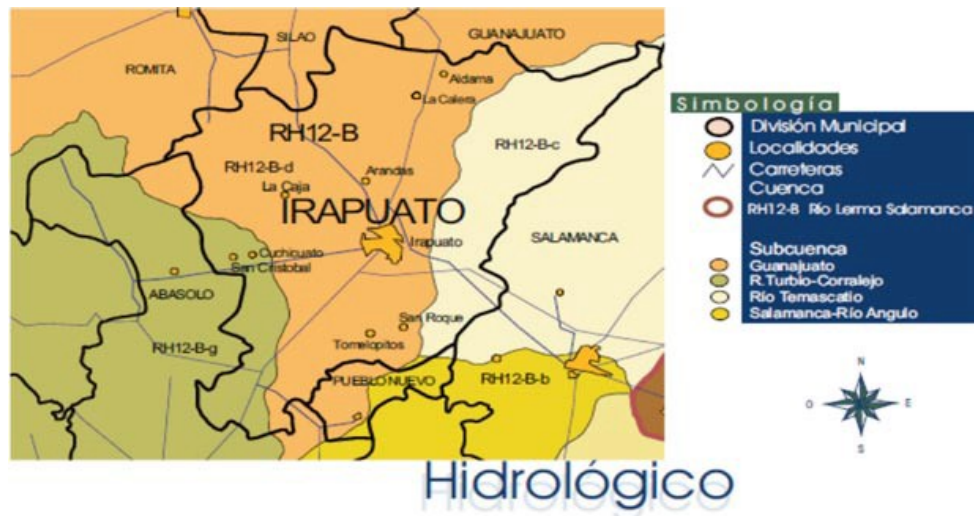 SILAO
GUANAJUATO
ROMITA
Aldama
La Calera
RH12-B
RH12-B-c
RH12-B-d
Arandas
La Caja
IRAPUATO
Irapuato
SALAMANCA
Cuchicuato
San Cristobal
ABASOLO
San Roque
Tomelopitos
RH12-B-g
PUEBLO NUEVO
RH12-B-b
Simbología
División Municipal
Localidades
Carreteras
Cuenca
RH12-B Río Lerma Salamanca
Subcuenca
Guanajuato
R.Turbio-Corralejo
Río Temascatio
Salamanca-Río Angulo
N
O E
S
Hidrológico